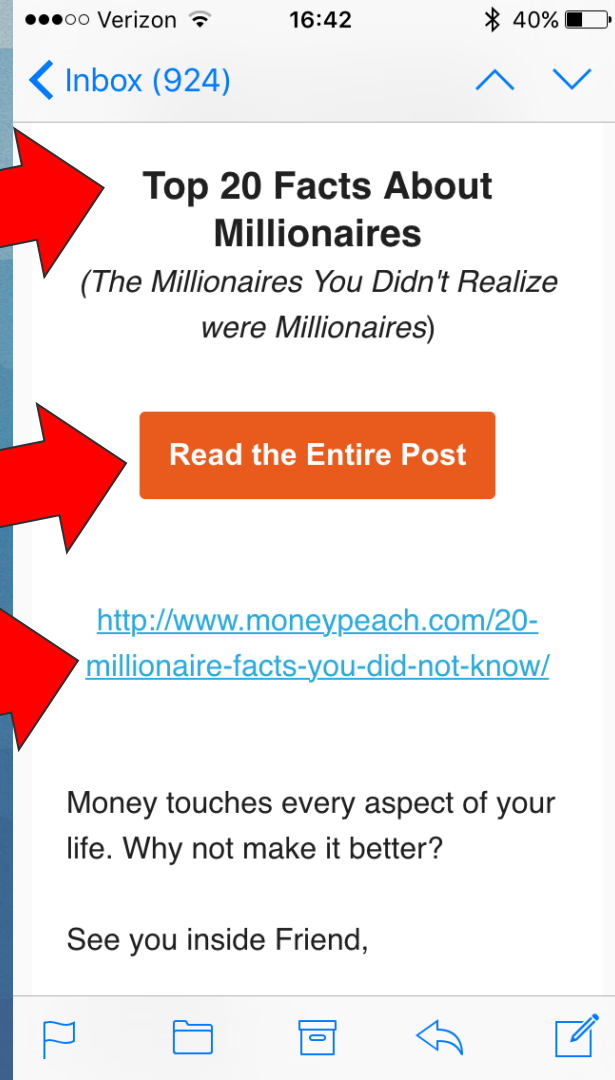 Verizon 16:42 40%
Inbox (924)
Top 20 Facts About
Millionaires
(The Millionaires You Didn't Realize
were Millionaires)
Read the Entire Post
http://www.moneypeach.com/20-
millionaire-facts-you-did-not-know/
Money touches every aspect of your
life. Why not make it better?
See you inside Friend,